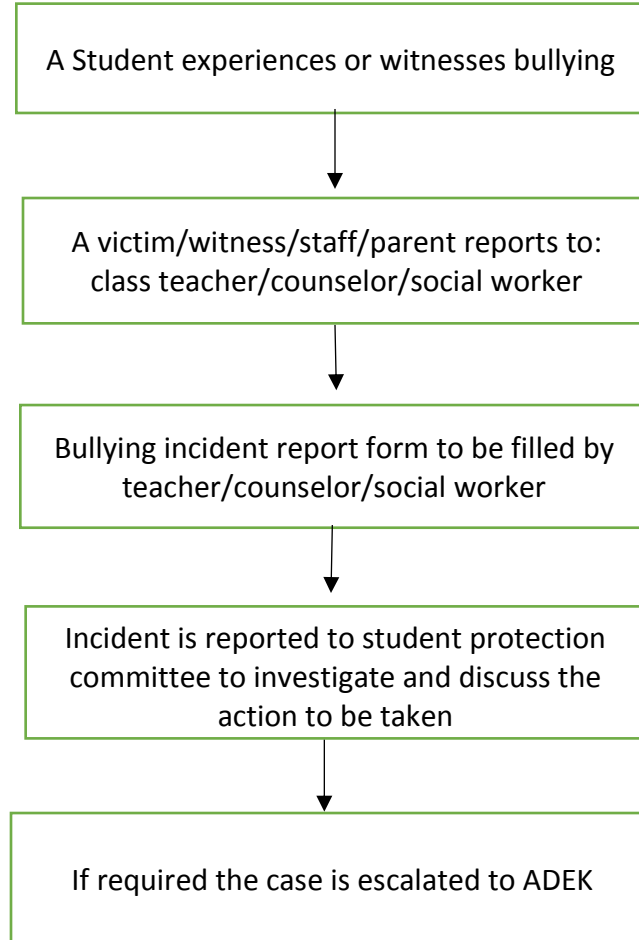 A Student experiences or witnesses bullying
A victim/witness/staff/parent reports to:
class teacher/counselor/social worker
Bullying incident report form to be filled by
teacher/counselor/social worker
Incident is reported to student protection
committee to investigate and discuss the
action to be taken
If required the case is escalated to ADEK